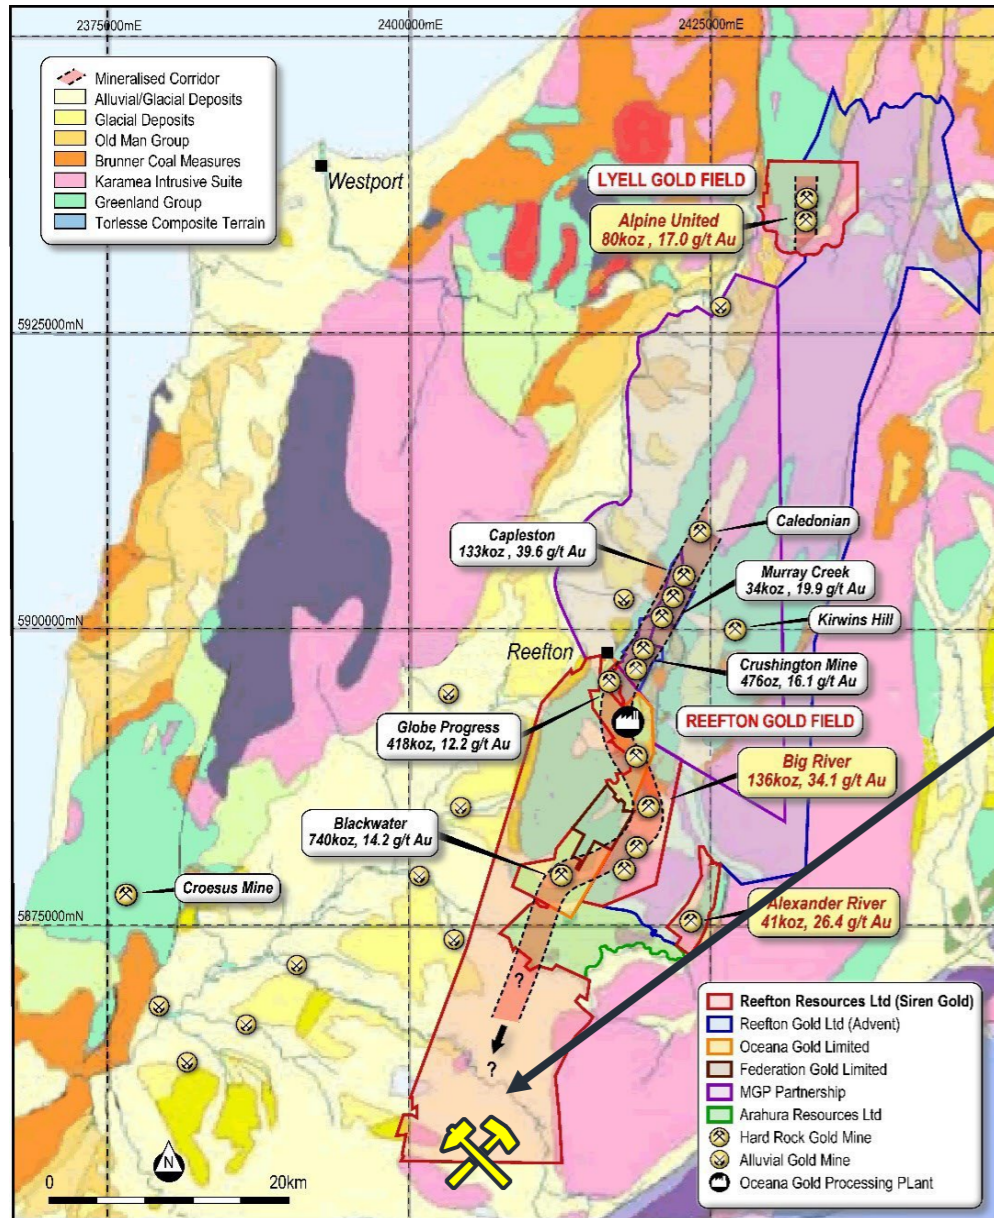 2375000mE
2400000mE
2425000mE
Mineralised Corridor
Alluvial/Glacial Deposits
Glacial Deposits
Old Man Group
Brunner Coal Measures
Karamea Intrusive Suite
Greenland Group
Torlesse Composite Terrain
Westport
LYELL GOLD FIELD
Alpine United
80koz , 17.0 g/t Au
5925000mN
Caledonian
Capleston
133koz , 39.6 g/t Au
Murray Creek
34koz , 19.9 g/t Au
Kirwins Hill
5900000mN
Reefton
Crushington Mine
476oz, 16.1 g/t Au
Globe Progress
418koz, 12.2 g/t Au
REEFTON GOLD FIELD
Big River
136koz, 34.1 g/t Au
Blackwater
740koz, 14.2 g/t Au
Croesus Mine
5875000mN
Alexander River
41koz, 26.4 g/t Au
?
?
Reefton Resources Ltd (Siren Gold)
Reefton Gold Ltd (Advent)
Oceana Gold Limited
Federation Gold Limited
MGP Partnership
Arahura Resources Ltd
Hard Rock Gold Mine
Alluvial Gold Mine
Oceana Gold Processing PLant
N
0 20km